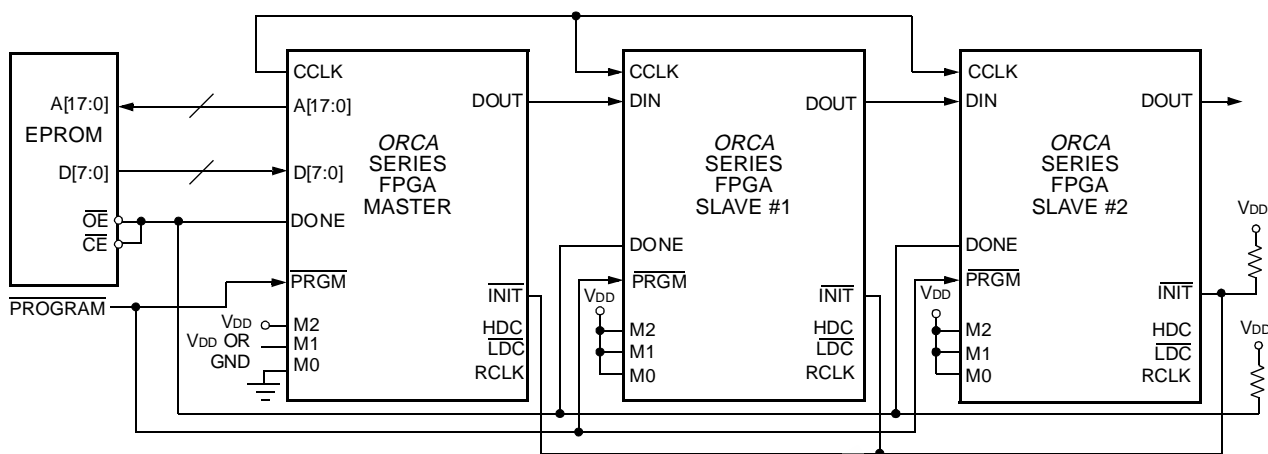 EPROM
A[17:0]
D[7:0]
OE
CE
PROGRAM
VDD
VDD OR
GND
CCLK
A[17:0]
D[7:0]
DONE
PRGM
M2
M1
M0
DOUT
ORCA
SERIES
FPGA
MASTER
INIT
HDC
LDC
RCLK
CCLK
DIN
DOUT
ORCA
SERIES
FPGA
SLAVE #1
DONE
PRGM
VDD
M2
M1
M0
INIT
HDC
LDC
RCLK
CCLK
DIN
DOUT
ORCA
SERIES
FPGA
SLAVE #2
DONE
PRGM
VDD
M2
M1
M0
INIT
HDC
LDC
RCLK
VDD
VDD